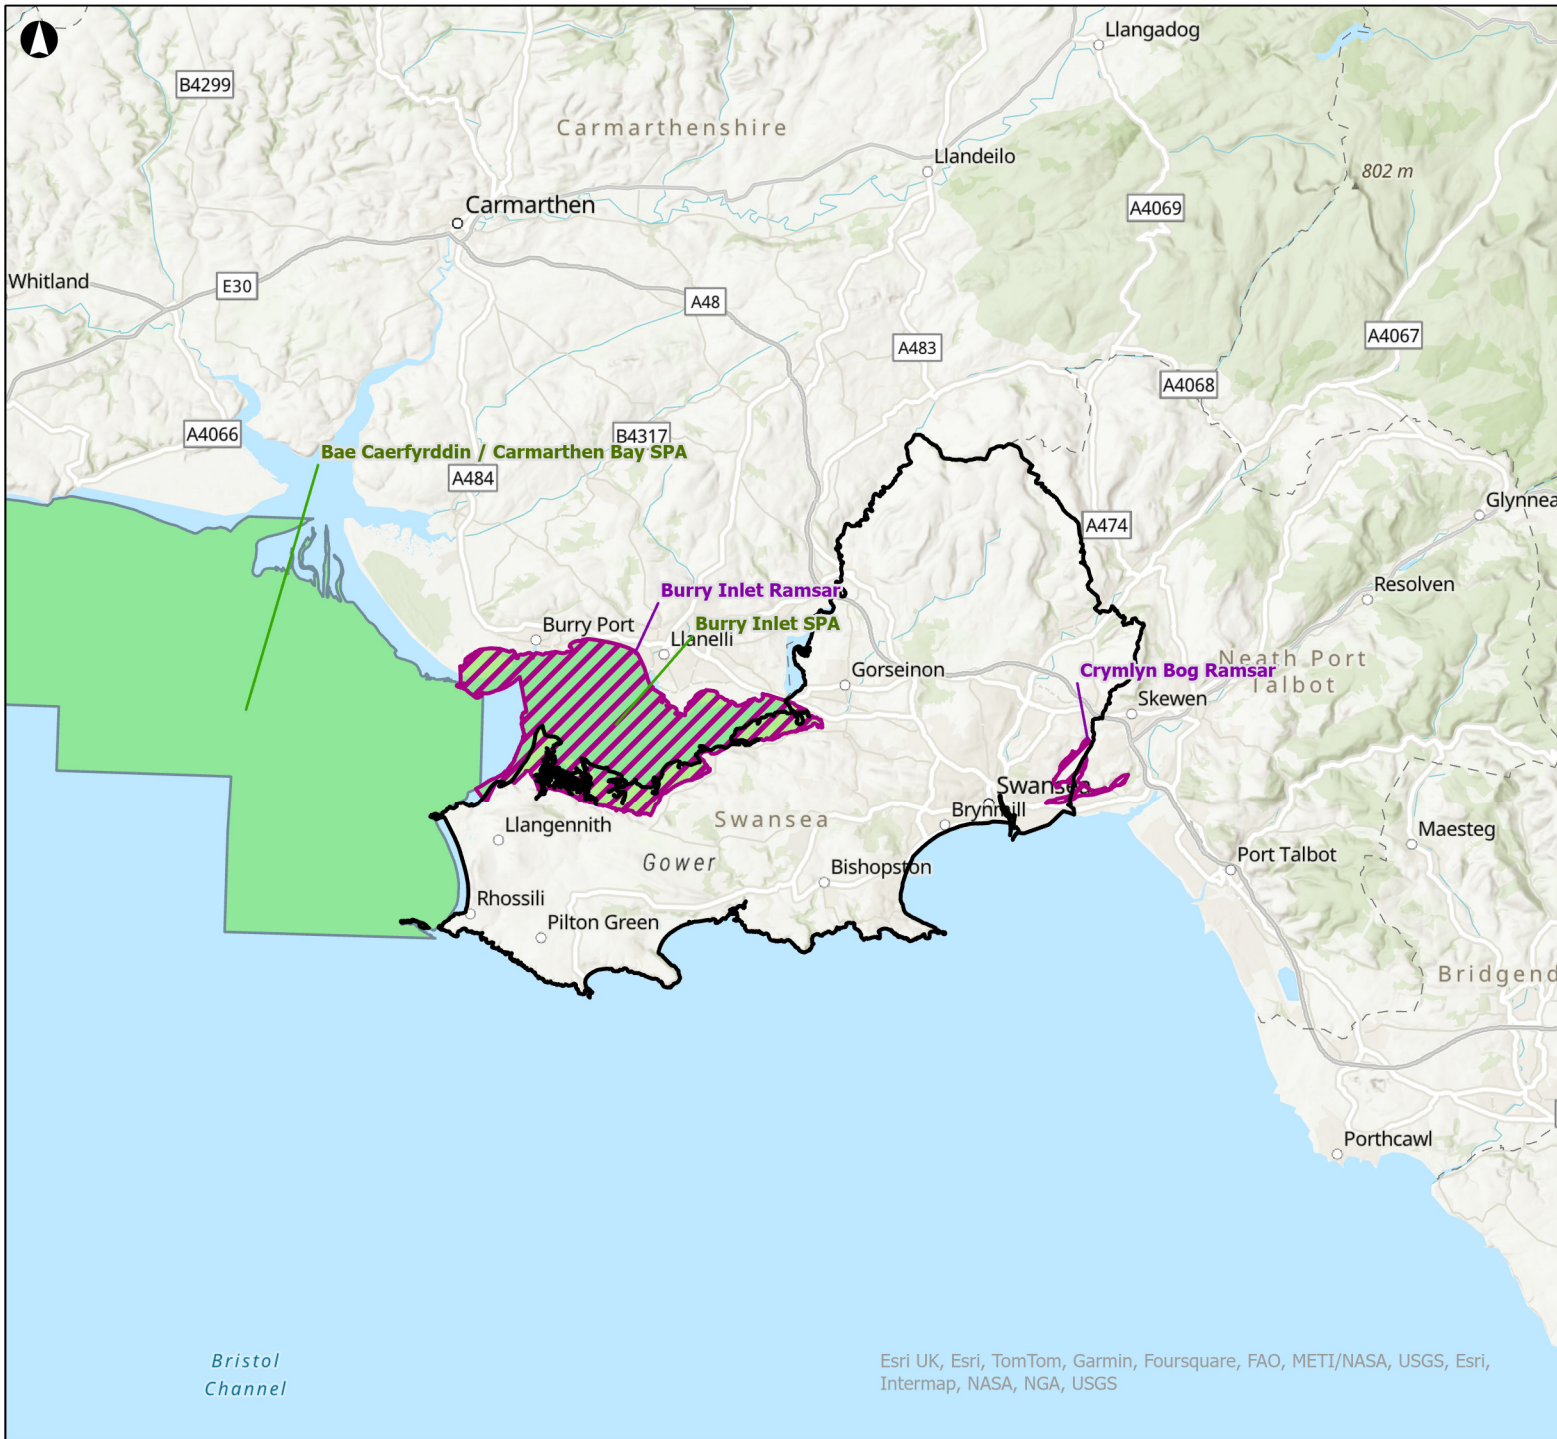 Llangadog
B4299
Carmarthenshire
Llandeilo
802 m
Carmarthen
A4069
Whitland
E30
A48
A4067
A483
A4068
A4066
B4317
Bae Caerfyrddin / Carmarthen Bay SPA
A484
Glynnea
A474
Resolven
Burry Inlet Ramsar
Burry Port
Burry Inlet SPA
Llanelli
Gorseinon
Neath Port
Talbot
Crymlyn Bog Ramsar
Skewen
Swansea
Brynmill
Llangennith
Swansea
Maesteg
Gower
Bishopston
Port Talbot
Rhossili
Pilton Green
Bridgend
Porthcawl
Bristol
Channel
Esri UK, Esri, TomTom, Garmin, Foursquare, FAO, METI/NASA, USGS, Esri,
Intermap, NASA, NGA, USGS